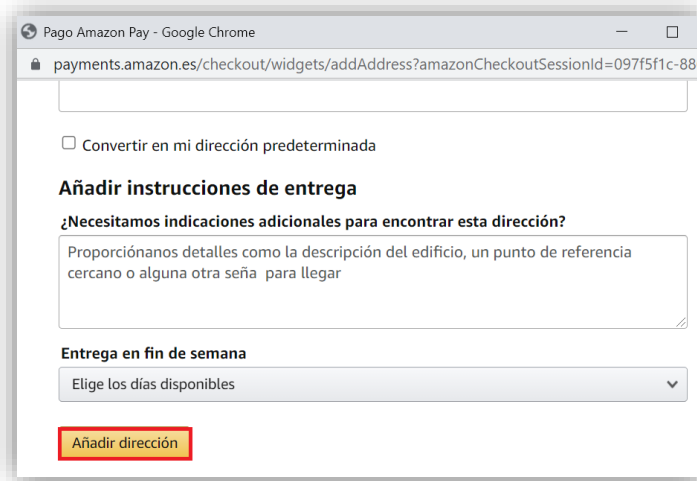 Pago Amazon Pay - Google Chrome
payments.amazon.es/checkout/widgets/addAddress?amazonCheckoutSessionId=097f5f1c-88
Convertir en mi dirección predeterminada
Añadir instrucciones de entrega
¿Necesitamos indicaciones adicionales para encontrar esta dirección?
Proporciónanos detalles como la descripción del edificio, un punto de referencia
cercano o alguna otra seña para llegar
Entrega en fin de semana
Elige los días disponibles
Añadir dirección